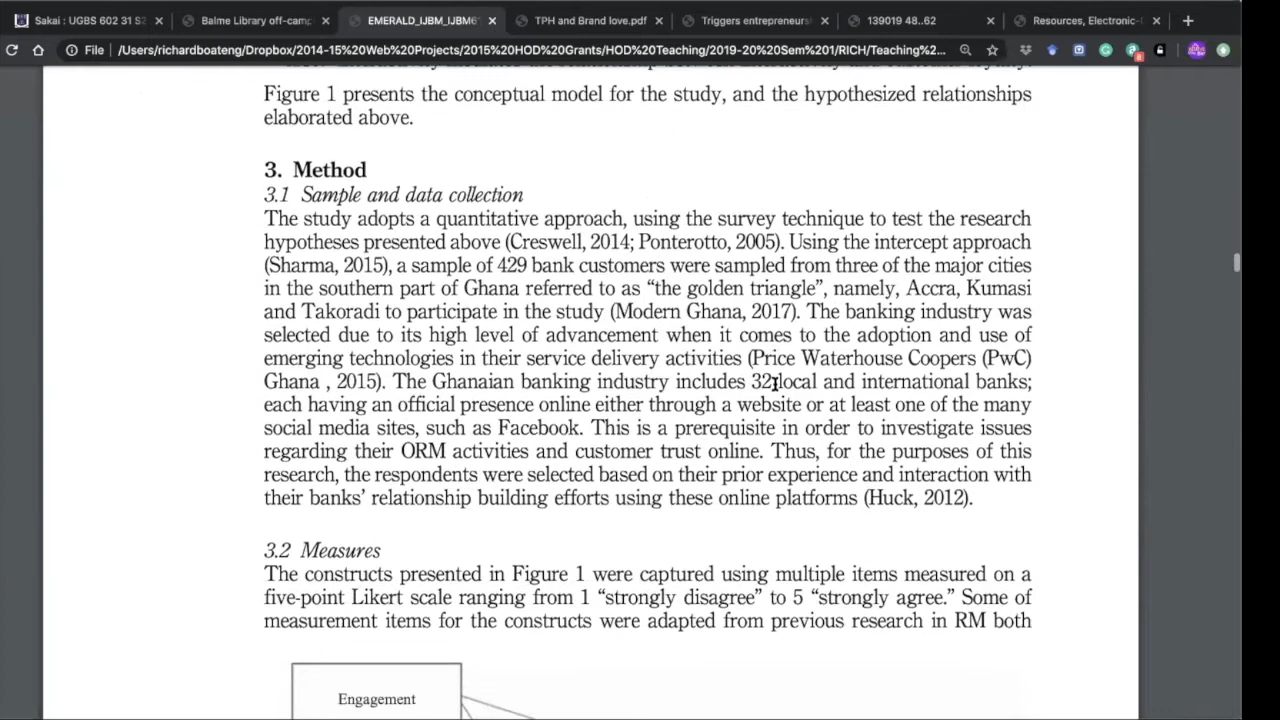 Sakai : UGBS 602 31 S2
Balme Library off-camp
EMERALD_IJBM_IJBM6
TPH and Brand love.pdf
Triggers entrepreneurs
139019 48..62
Resources, Electronic-
File
/Users/richardboateng/Dropbox/2014-15%20Web%20Projects/2015%20HOD%20Grants/HOD%20Teaching/2019-20%20Sem%201/RICH/Teaching%...
8
Figure 1 presents the conceptual model for the study, and the hypothesized relationships
elaborated above.
3. Method
3.1 Sample and data collection
The study adopts a quantitative approach, using the survey technique to test the research
hypotheses presented above (Creswell, 2014; Ponterotto, 2005). Using the intercept approach
(Sharma, 2015), a sample of 429 bank customers were sampled from three of the major cities
in the southern part of Ghana referred to as “the golden triangle”, namely, Accra, Kumasi
and Takoradi to participate in the study (Modern Ghana, 2017). The banking industry was
selected due to its high level of advancement when it comes to the adoption and use of
emerging technologies in their service delivery activities (Price Waterhouse Coopers (PwC)
Ghana , 2015). The Ghanaian banking industry includes 32 local and international banks;
each having an official presence online either through a website or at least one of the many
social media sites, such as Facebook. This is a prerequisite in order to investigate issues
regarding their ORM activities and customer trust online. Thus, for the purposes of this
research, the respondents were selected based on their prior experience and interaction with
their banks’ relationship building efforts using these online platforms (Huck, 2012).
3.2 Measures
The constructs presented in Figure 1 were captured using multiple items measured on a
five-point Likert scale ranging from 1 “strongly disagree” to 5 “strongly agree.” Some of
measurement items for the constructs were adapted from previous research in RM both
Engagement